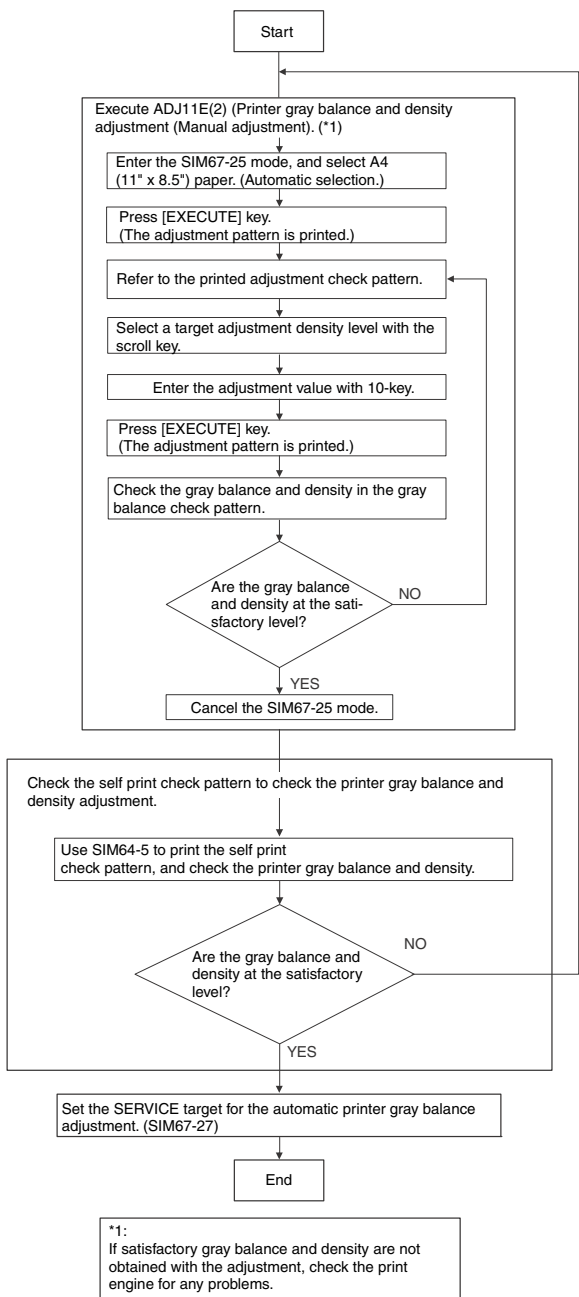 Start
Execute ADJ11E(2) (Printer gray balance and density
adjustment (Manual adjustment). (*1)
Enter the SIM67-25 mode, and select A4
(11" x 8.5") paper. (Automatic selection.)
Press [EXECUTE] key.
(The adjustment pattern is printed.)
Refer to the printed adjustment check pattern.
Select a target adjustment density level with the
scroll key.
Enter the adjustment value with 10-key.
Press [EXECUTE] key.
(The adjustment pattern is printed.)
Check the gray balance and density in the gray
balance check pattern.
Are the gray balance
and density at the sati-
sfactory level?
NO
YES
Cancel the SIM67-25 mode.
Check the self print check pattern to check the printer gray balance and
density adjustment.
Use SIM64-5 to print the self print
check pattern, and check the printer gray balance and density.
Are the gray balance and
density at the satisfactory
level?
NO
YES
Set the SERVICE target for the automatic printer gray balance
adjustment. (SIM67-27)
End
*1:
If satisfactory gray balance and density are not
obtained with the adjustment, check the print
engine for any problems.